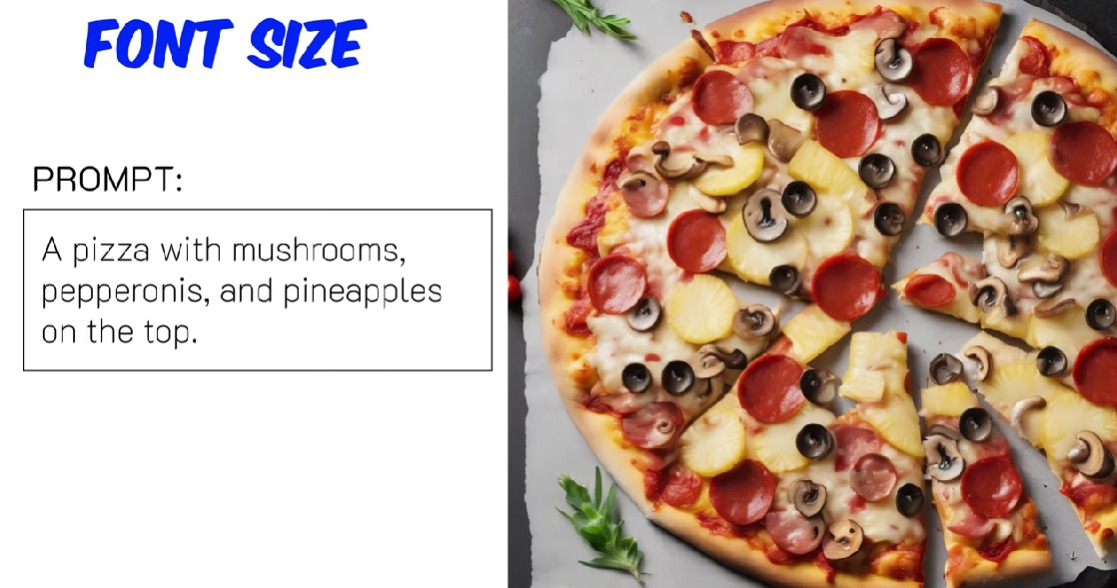 FONT SIZE
PROMPT:
A pizza with mushrooms,
pepperonis, and pineapples
on the top.